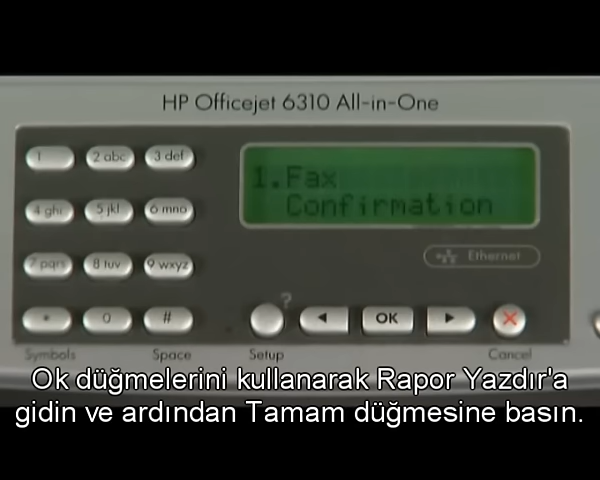 HP Officejet 6310 All-in-One
1 2 abc 3 def
4 ghi 5 jkl 6 mno
7 pqrs 8 tuv 9 wxyz
* 0 #
Symbols Space
1.Fax
Confirmation
Ethernet
?
OK
Setup Cancel
Ok düğmelerini kullanarak Rapor Yazdır'a
gidin ve ardından Tamam düğmesine basın.